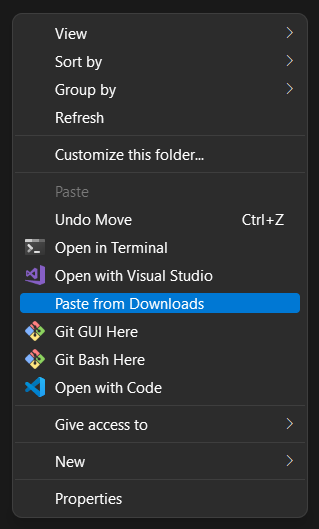 View
Sort by
Group by
Refresh
Customize this folder...
Paste
Undo Move Ctrl+Z
Open in Terminal
Open with Visual Studio
Paste from Downloads
Git GUI Here
Git Bash Here
Open with Code
Give access to
New
Properties